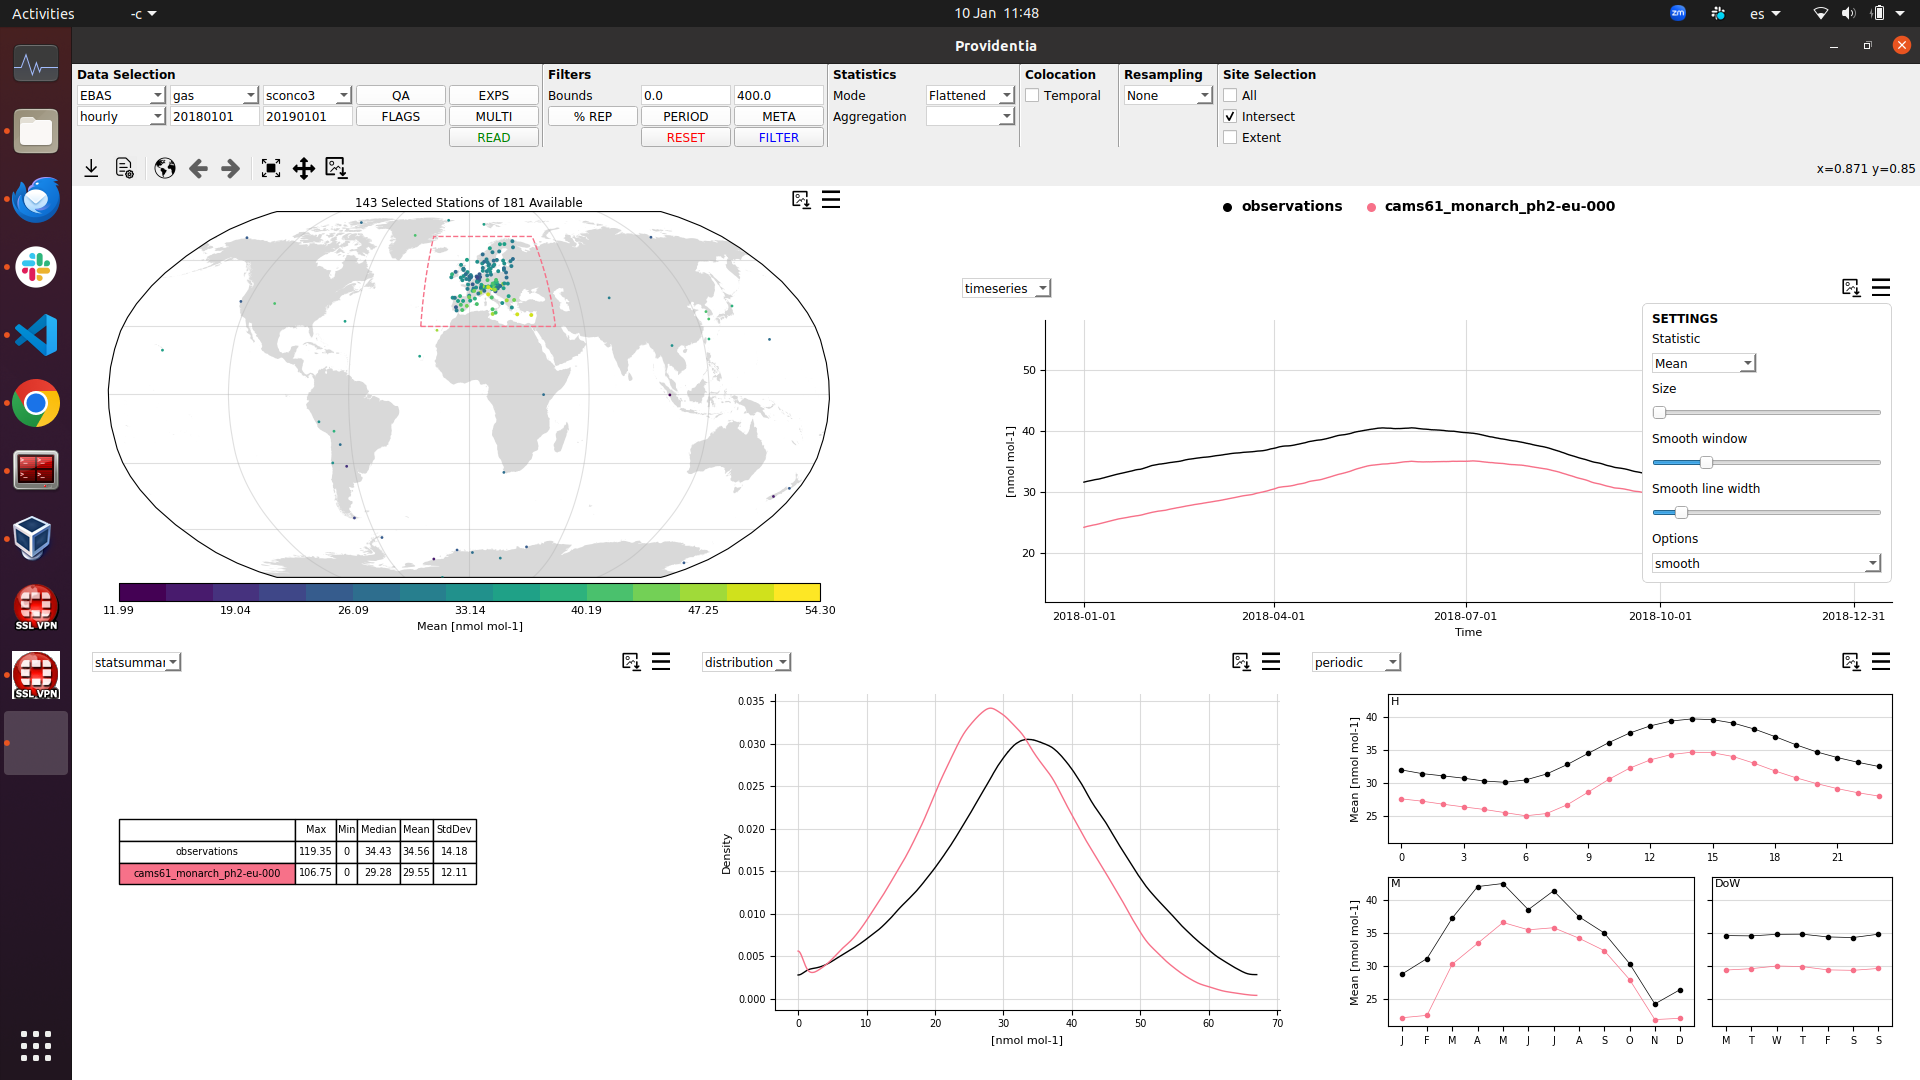 Activities
-c
10 Jan 11:48
zm
es
Providentia
Data Selection
Filters
Statistics
Colocation
Resampling
Site Selection
EBAS
gas
sconco3
QA
EXPS
Bounds
0.0
400.0
Mode
Flattened
Temporal
None
All
hourly
20180101
20190101
FLAGS
MULTI
% REP
PERIOD
META
Aggregation
Intersect
READ
RESET
FILTER
Extent
x=0.871 y=0.85
143 Selected Stations of 181 Available
observations
cams61_monarch_ph2-eu-000
timeseries
SETTINGS
Statistic
Mean
Size
Smooth window
Smooth line width
Options
smooth
50
40
30
20
[nmol mol-1]
2018-01-01
2018-04-01
2018-07-01
2018-10-01
2018-12-31
Time
11.99
19.04
26.09
33.14
40.19
47.25
54.30
Mean [nmol mol-1]
SSL VPN
SSL VPN
statsummar
Max Min Median Mean StdDev
observations 119.35 0 34.43 34.56 14.18
cams61_monarch_ph2-eu-000 106.75 0 29.28 29.55 12.11
distribution
0.035
0.030
0.025
0.020
0.015
0.010
0.005
0.000
Density
0 10 20 30 40 50 60 70
[nmol mol-1]
periodic
H
40
35
30
25
Mean [nmol mol-1]
0 3 6 9 12 15 18 21
M
40
35
30
25
Mean [nmol mol-1]
J F M A M J J A S O N D
DoW
M T W T F S S